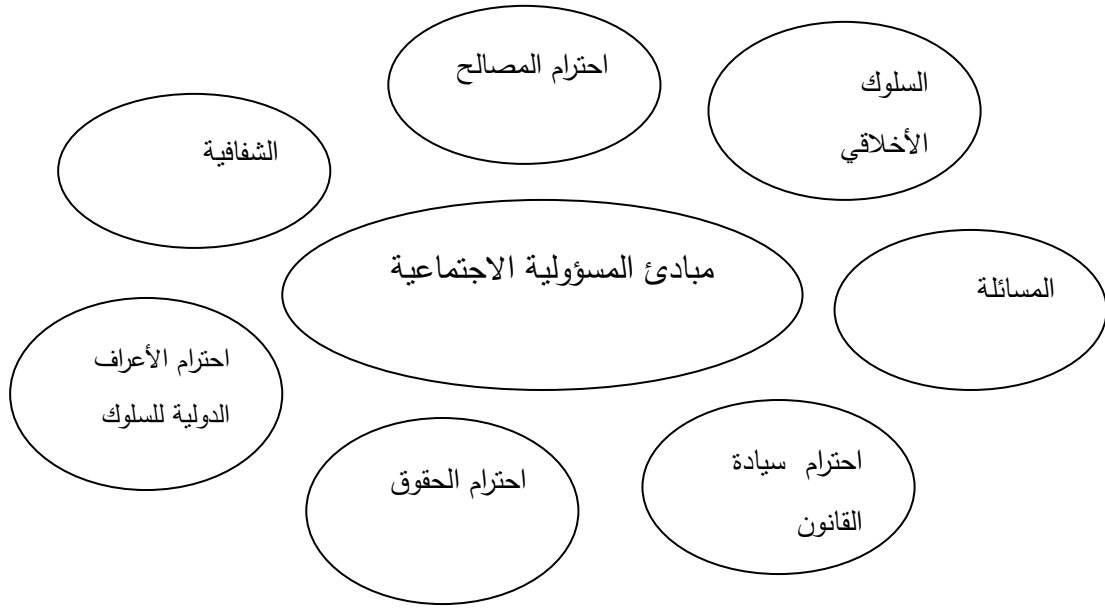 احترام المصالح
السلوك
الأخلاقي
الشفافية
مبادئ المسؤولية الاجتماعية
المسائلة
احترام الأعراف
الدولية للسلوك
احترام الحقوق
احترام سيادة
القانون